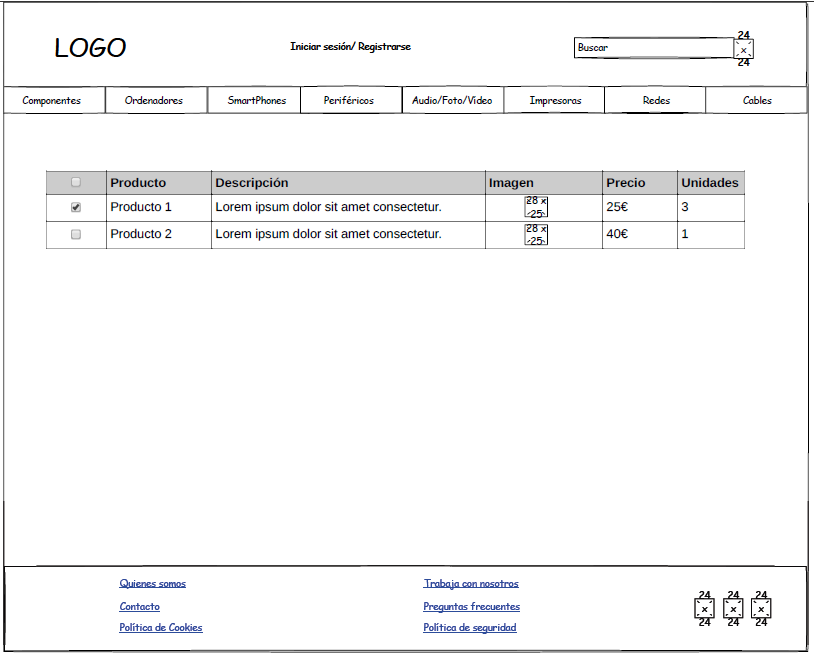 LOGO
Iniciar sesión/ Registrarse
Buscar
24
x
24
Componentes Ordenadores SmartPhones Periféricos Audio/Foto/Video Impresoras Redes Cables
Producto Descripción Imagen Precio Unidades
Producto 1 Lorem ipsum dolor sit amet consectetur. 28 x 25 25€ 3
Producto 2 Lorem ipsum dolor sit amet consectetur. 28 x 25 40€ 1
Quienes somos Trabaja con nosotros
Contacto Preguntas frecuentes
Política de Cookies Política de seguridad
24 24 24
x x x
24 24 24